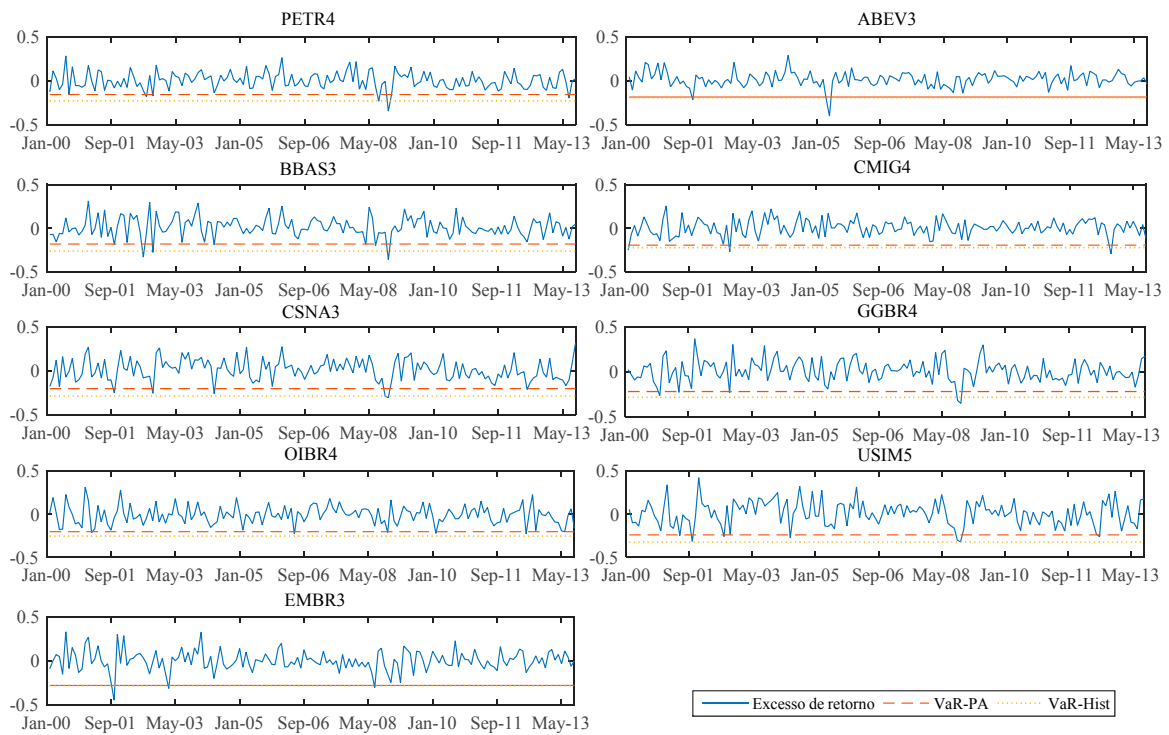 PETR4
0.5
0
-0.5
Jan-00 Sep-01 May-03 Jan-05 Sep-06 May-08 Jan-10 Sep-11 May-13
ABEV3
0.5
0
-0.5
Jan-00 Sep-01 May-03 Jan-05 Sep-06 May-08 Jan-10 Sep-11 May-13
BBAS3
0.5
0
-0.5
Jan-00 Sep-01 May-03 Jan-05 Sep-06 May-08 Jan-10 Sep-11 May-13
CMIG4
0.5
0
-0.5
Jan-00 Sep-01 May-03 Jan-05 Sep-06 May-08 Jan-10 Sep-11 May-13
CSNA3
0.5
0
-0.5
Jan-00 Sep-01 May-03 Jan-05 Sep-06 May-08 Jan-10 Sep-11 May-13
GGBR4
0.5
0
-0.5
Jan-00 Sep-01 May-03 Jan-05 Sep-06 May-08 Jan-10 Sep-11 May-13
OIBR4
0.5
0
-0.5
Jan-00 Sep-01 May-03 Jan-05 Sep-06 May-08 Jan-10 Sep-11 May-13
USIM5
0.5
0
-0.5
Jan-00 Sep-01 May-03 Jan-05 Sep-06 May-08 Jan-10 Sep-11 May-13
EMBR3
0.5
0
-0.5
Jan-00 Sep-01 May-03 Jan-05 Sep-06 May-08 Jan-10 Sep-11 May-13
Excesso de retorno VaR-PA VaR-Hist